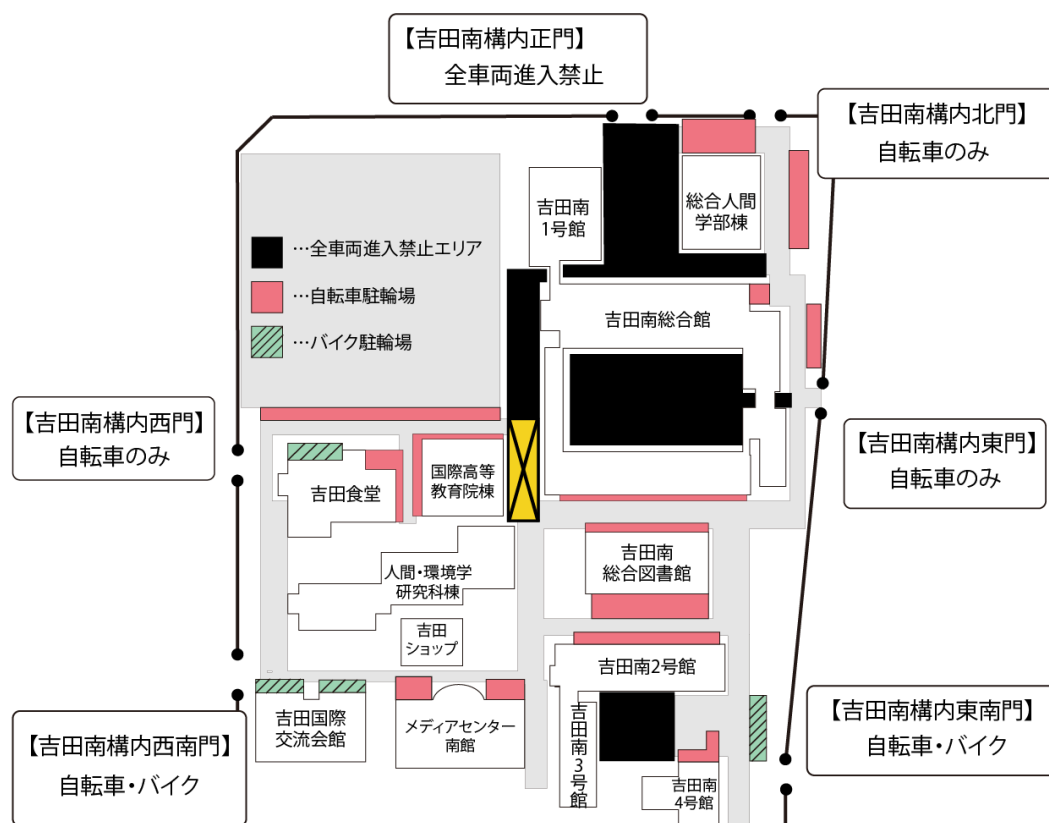 【吉田南構内正門】
全車両進入禁止
【吉田南構内北門】
自転車のみ
吉田南
1号館
総合人間
学部棟
…全車両進入禁止エリア
…自転車駐輪場
…バイク駐輪場
吉田南総合館
【吉田南構内西門】
自転車のみ
【吉田南構内東門】
自転車のみ
吉田食堂
国際高等
教育院棟
人間・環境学
研究科棟
吉田南
総合図書館
吉田
ショップ
吉田南2号館
【吉田南構内西南門】
自転車・バイク
吉田国際
交流会館
メディアセンター
南館
吉田南3号館
吉田南
4号館
【吉田南構内東南門】
自転車・バイク